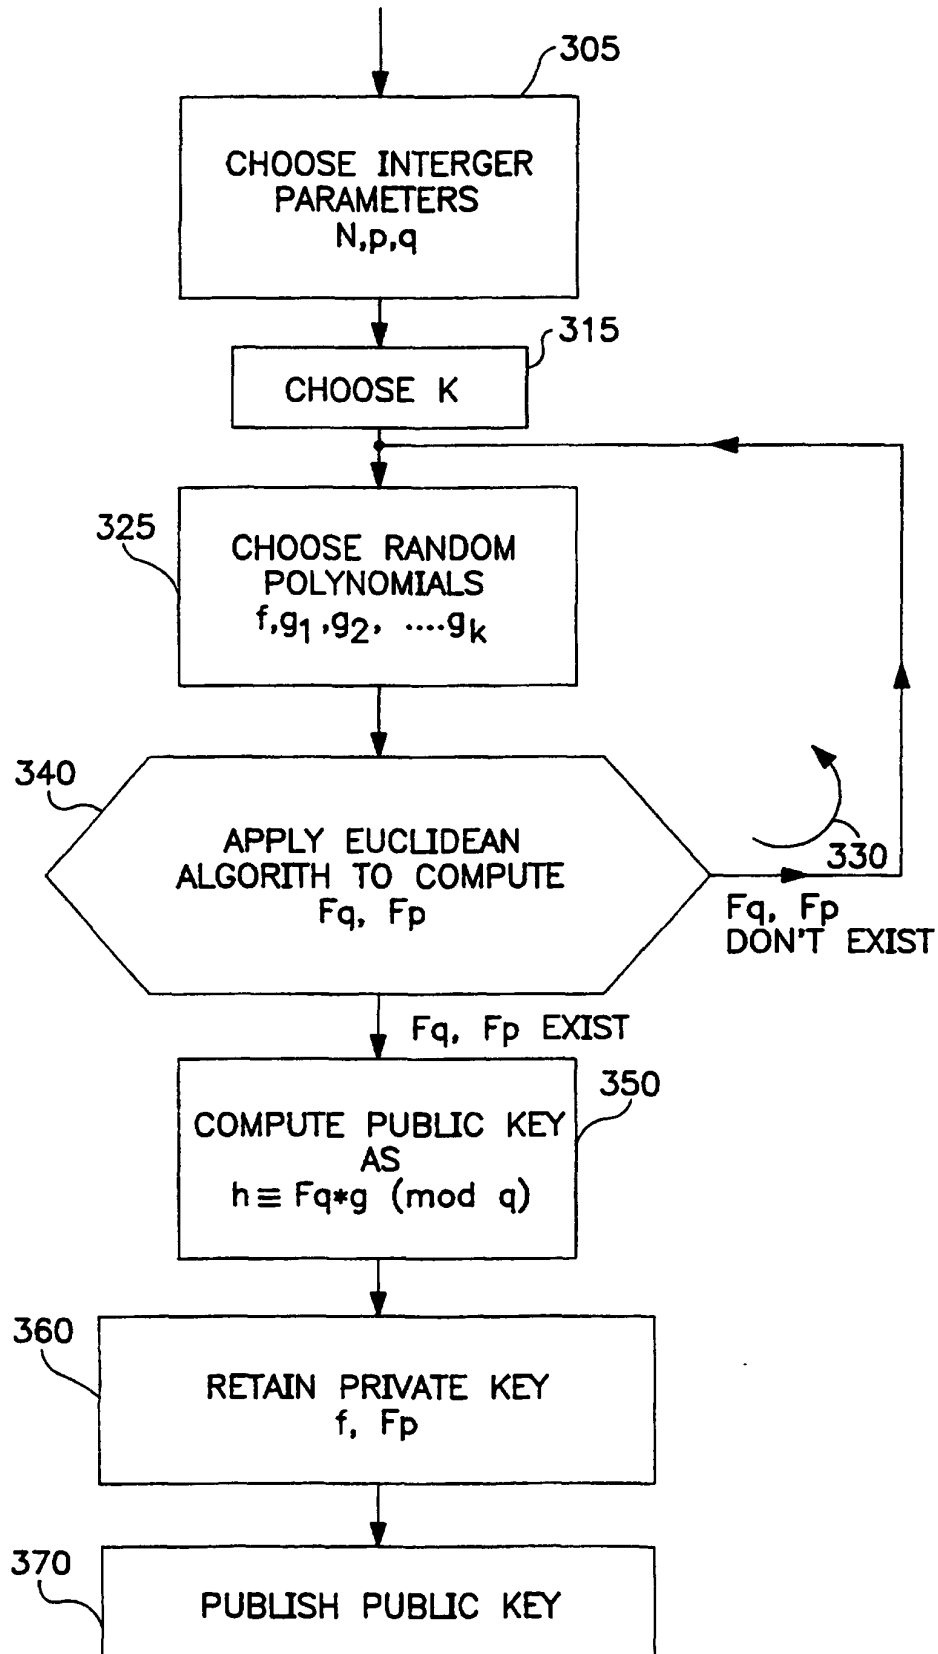 305
CHOOSE INTERGER
PARAMETERS
N,p,q
315
CHOOSE K
325
CHOOSE RANDOM
POLYNOMIALS
f,g1,g2, ....gk
340
APPLY EUCLIDEAN
ALGORITH TO COMPUTE
Fq, Fp
330
Fq, Fp
DON'T EXIST
Fq, Fp EXIST
350
COMPUTE PUBLIC KEY
AS
h≡ Fq*g (mod q)
360
RETAIN PRIVATE KEY
f, Fp
370
PUBLISH PUBLIC KEY